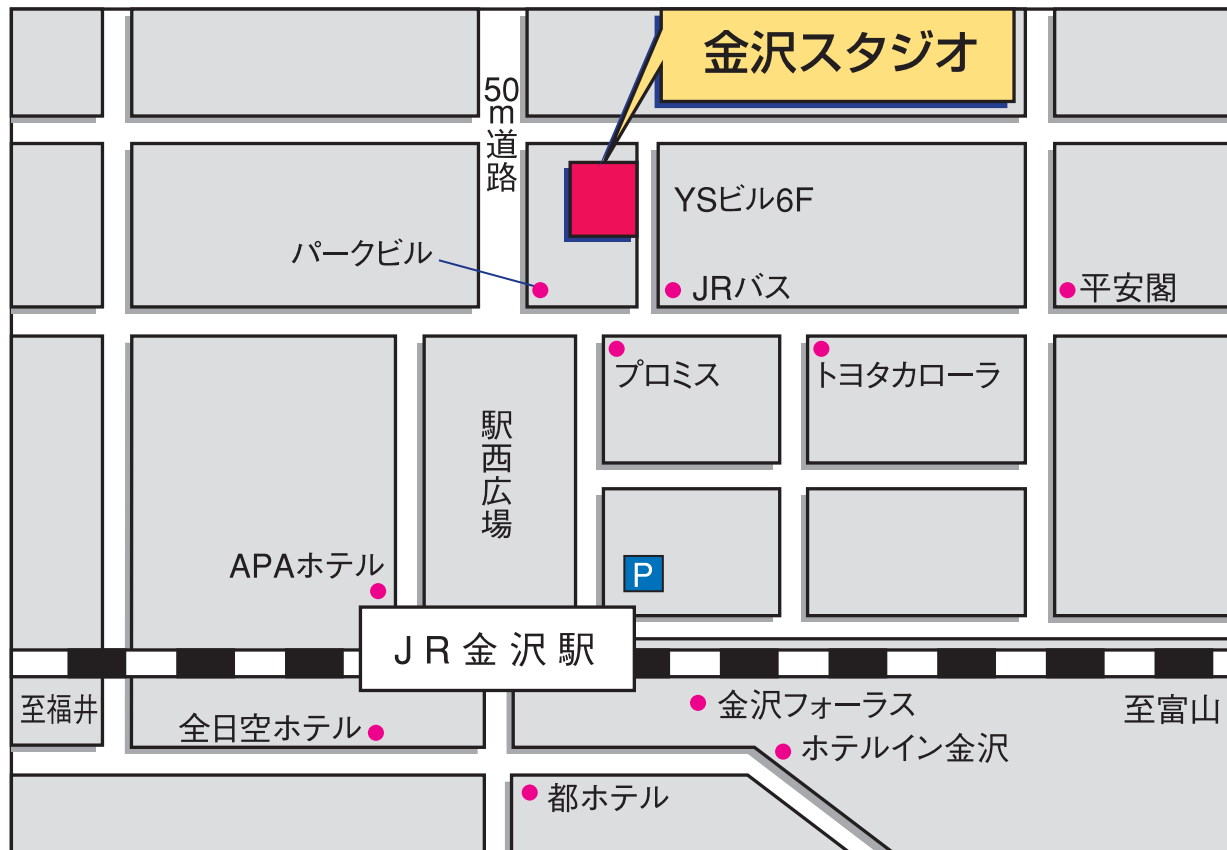 金沢スタジオ
50m道路
YSビル6F
パークビル
JRバス
平安閣
プロミス
トヨタカローラ
駅西広場
APAホテル
P
JR金沢駅
至福井
全日空ホテル
金沢フォーラス
至富山
ホテルイン金沢
都ホテル